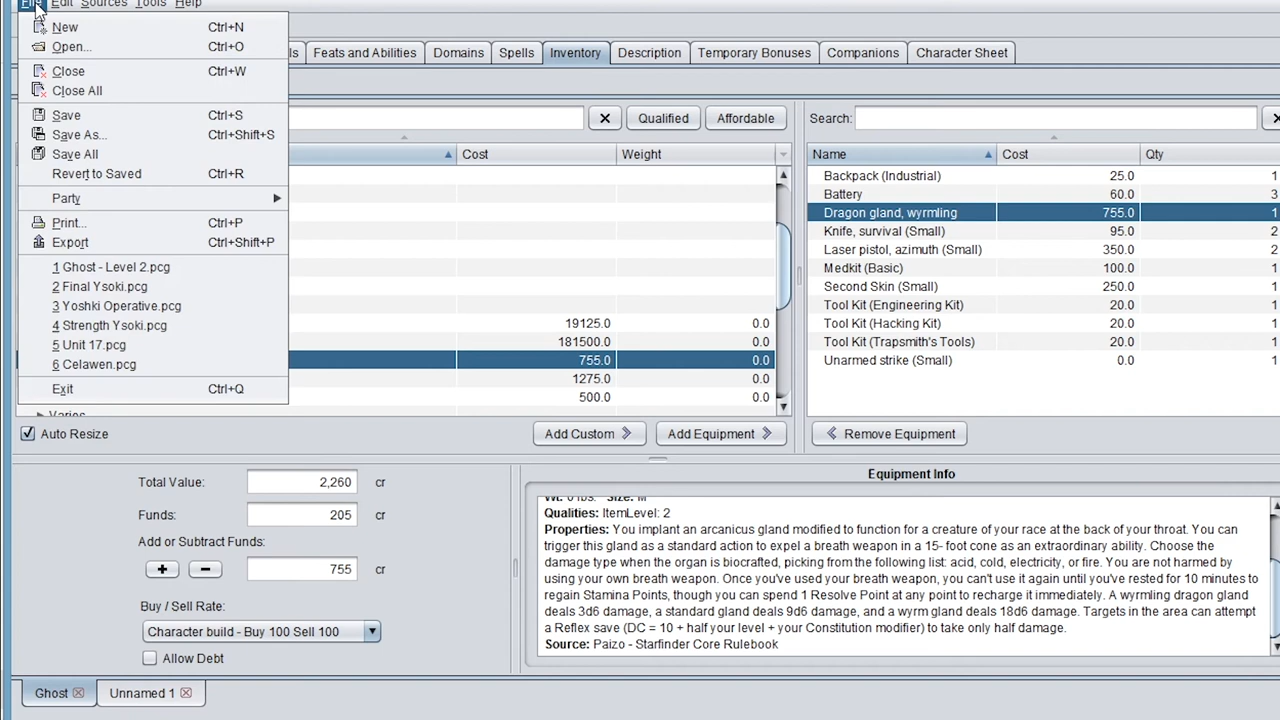 File Edit Sources Tools Help
New Ctrl+N
Open... Ctrl+O
Close Ctrl+W
Close All
Save Ctrl+S
Save As... Ctrl+Shift+S
Save All
Revert to Saved Ctrl+R
Party
Print... Ctrl+P
Export Ctrl+Shift+P
1 Ghost - Level 2.pcg
2 Final Ysoki.pcg
3 Yoshki Operative.pcg
4 Strength Ysoki.pcg
5 Unit 17.pcg
6 Celawen.pcg
Exit Ctrl+Q
Feats and Abilities Domains Spells Inventory Description Temporary Bonuses Companions Character Sheet
Qualified Affordable
Cost Weight
19125.0 0.0
181500.0 0.0
755.0 0.0
1275.0 0.0
500.0 0.0
Varies
Auto Resize Add Custom Add Equipment
Search:
Name Cost Qty
Backpack (Industrial) 25.0 1
Battery 60.0 3
Dragon gland, wyrmling 755.0 1
Knife, survival (Small) 95.0 2
Laser pistol, azimuth (Small) 350.0 2
Medkit (Basic) 100.0 1
Second Skin (Small) 250.0 1
Tool Kit (Engineering Kit) 20.0 1
Tool Kit (Hacking Kit) 20.0 1
Tool Kit (Trapsmith's Tools) 20.0 1
Unarmed strike (Small) 0.0 1
Remove Equipment
Total Value: 2,260 cr
Funds: 205 cr
Add or Subtract Funds:
+ - 755 cr
Buy / Sell Rate:
Character build - Buy 100 Sell 100
Allow Debt
Equipment Info
Wt: 0 lbs. Size: M
Qualities: ItemLevel: 2
Properties: You implant an arcanicus gland modified to function for a creature of your race at the back of your throat. You can
trigger this gland as a standard action to expel a breath weapon in a 15- foot cone as an extraordinary ability. Choose the
damage type when the organ is biocrafted, picking from the following list: acid, cold, electricity, or fire. You are not harmed by
using your own breath weapon. Once you've used your breath weapon, you can't use it again until you've rested for 10 minutes to
regain Stamina Points, though you can spend 1 Resolve Point at any point to recharge it immediately. A wyrmling dragon gland
deals 3d6 damage, a standard gland deals 9d6 damage, and a wyrm gland deals 18d6 damage. Targets in the area can attempt
a Reflex save (DC = 10 + half your level + your Constitution modifier) to take only half damage.
Source: Paizo - Starfinder Core Rulebook
Ghost Unnamed 1